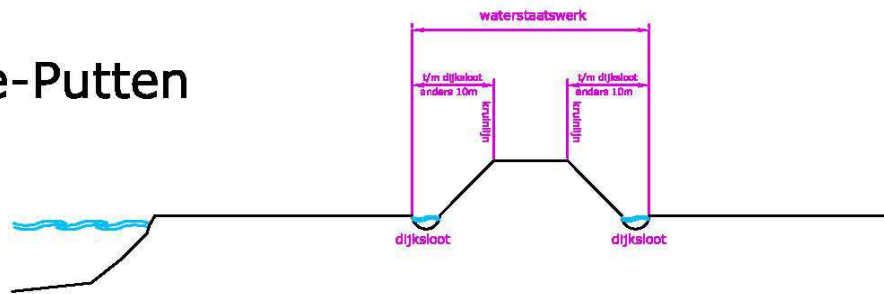 waterstaatswerk
e-Putten
t/m dijksloot
anders 10m
t/m dijksloot
anders 10m
kruinlijn
kruinlijn
dijksloot
dijksloot